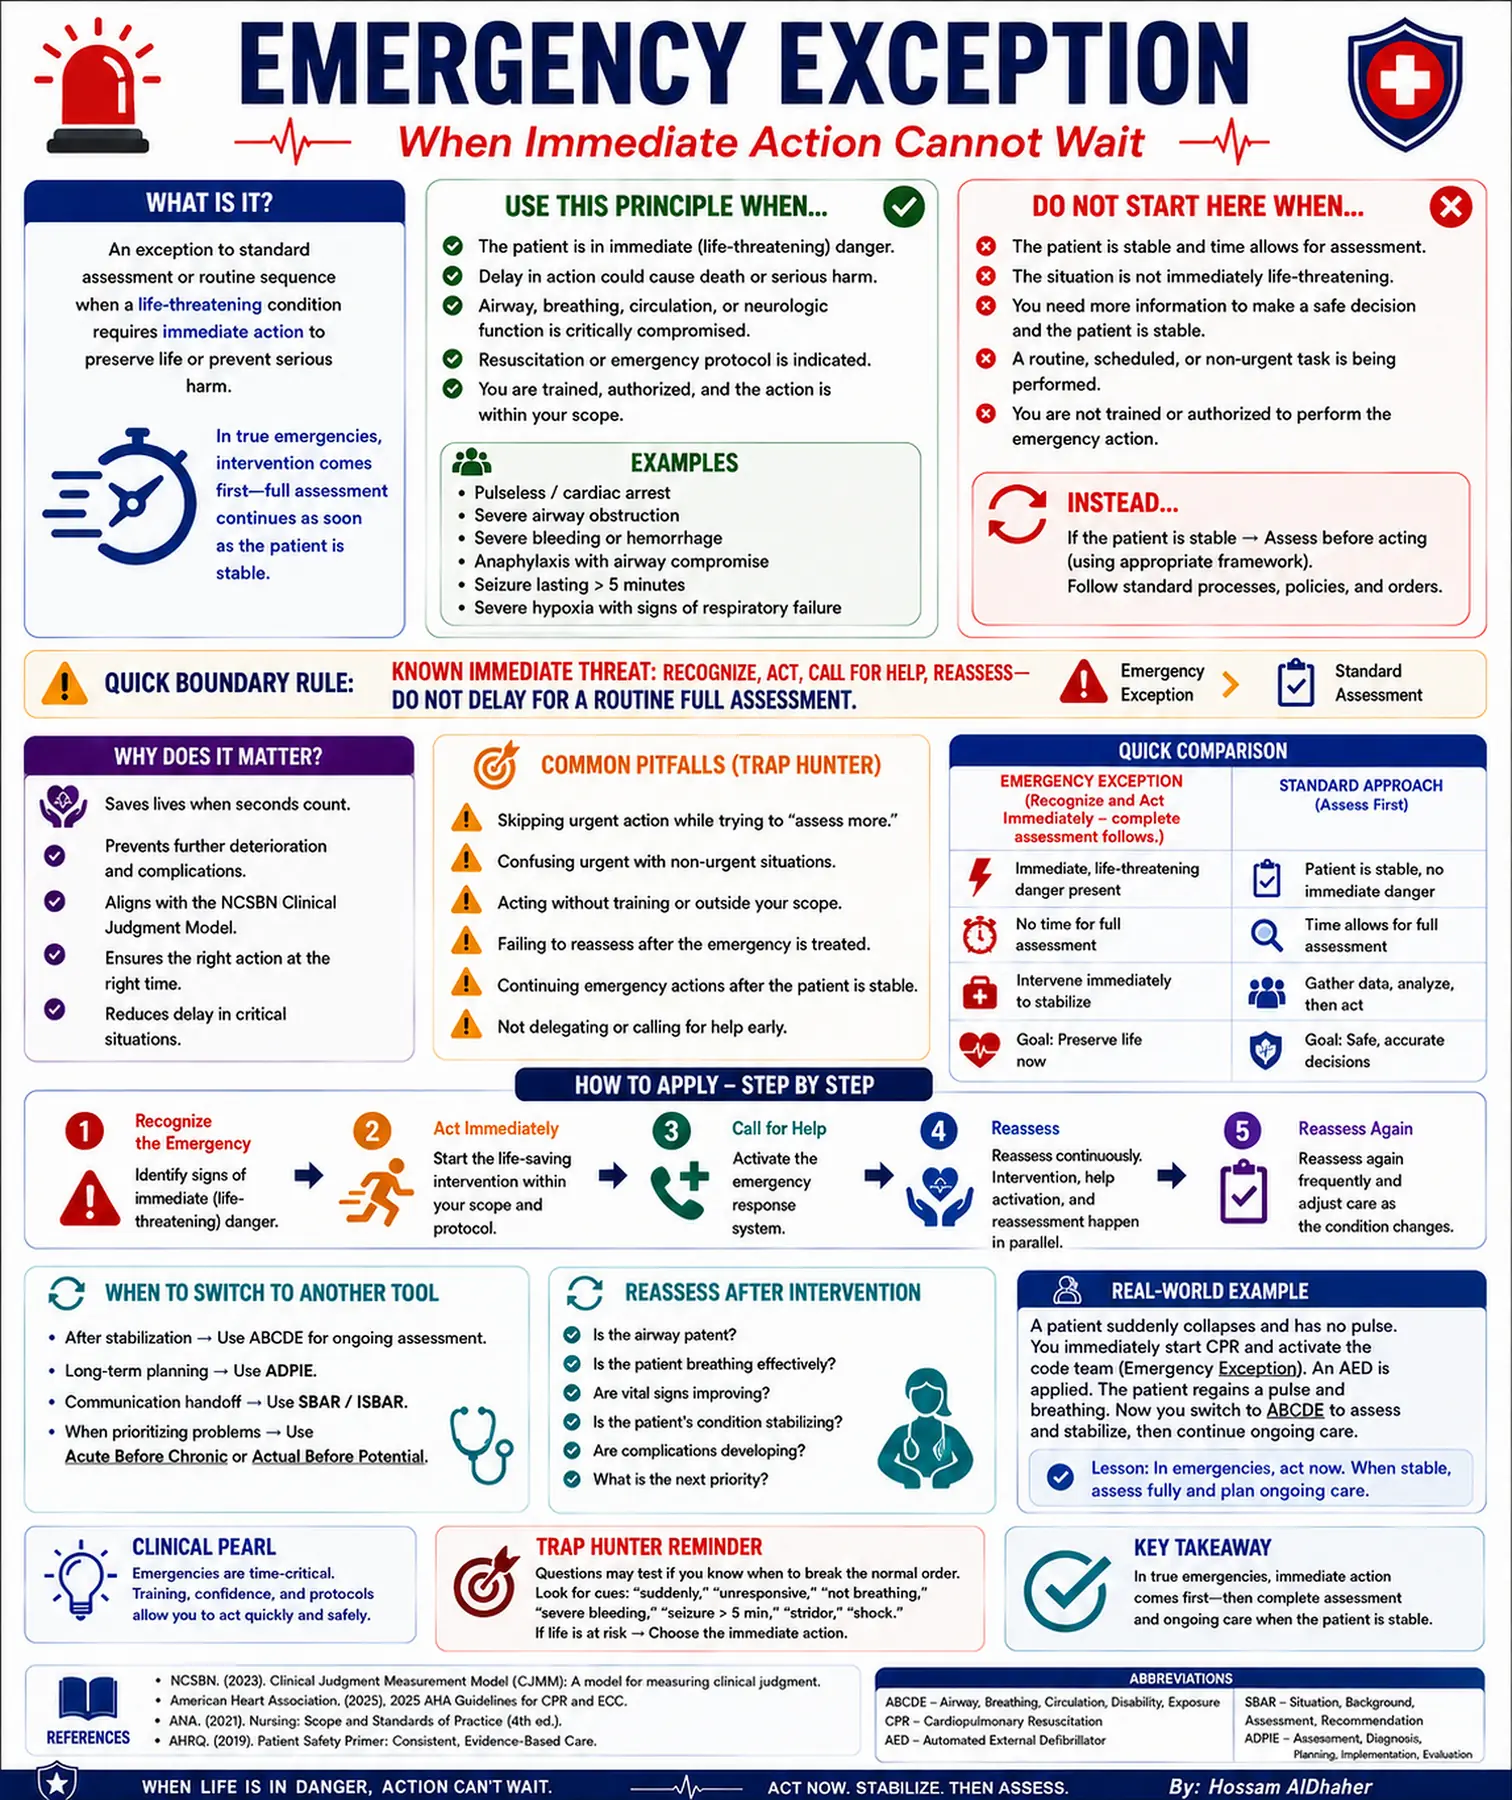 EMERGENCY EXCEPTION
When Immediate Action Cannot Wait
WHAT IS IT?
An exception to standard
assessment or routine sequence
when a life-threatening condition
requires immediate action to
preserve life or prevent serious
harm.
In true emergencies,
intervention comes
first—full assessment
continues as soon
as the patient is
stable.
USE THIS PRINCIPLE WHEN...
The patient is in immediate (life-threatening) danger.
Delay in action could cause death or serious harm.
Airway, breathing, circulation, or neurologic
function is critically compromised.
Resuscitation or emergency protocol is indicated.
You are trained, authorized, and the action is
within your scope.
EXAMPLES
• Pulseless / cardiac arrest
• Severe airway obstruction
• Severe bleeding or hemorrhage
• Anaphylaxis with airway compromise
• Seizure lasting > 5 minutes
• Severe hypoxia with signs of respiratory failure
DO NOT START HERE WHEN...
The patient is stable and time allows for assessment.
The situation is not immediately life-threatening.
You need more information to make a safe decision
and the patient is stable.
A routine, scheduled, or non-urgent task is being
performed.
You are not trained or authorized to perform the
emergency action.
INSTEAD...
If the patient is stable → Assess before acting
(using appropriate framework).
Follow standard processes, policies, and orders.
QUICK BOUNDARY RULE:
KNOWN IMMEDIATE THREAT: RECOGNIZE, ACT, CALL FOR HELP, REASSESS—
DO NOT DELAY FOR A ROUTINE FULL ASSESSMENT.
Emergency
Exception
Standard
Assessment
WHY DOES IT MATTER?
Saves lives when seconds count.
Prevents further deterioration
and complications.
Aligns with the NCSBN Clinical
Judgment Model.
Ensures the right action at the
right time.
Reduces delay in critical
situations.
COMMON PITFALLS (TRAP HUNTER)
Skipping urgent action while trying to “assess more.”
Confusing urgent with non-urgent situations.
Acting without training or outside your scope.
Failing to reassess after the emergency is treated.
Continuing emergency actions after the patient is stable.
Not delegating or calling for help early.
QUICK COMPARISON
EMERGENCY EXCEPTION
(Recognize and Act
Immediately – complete
assessment follows.)
STANDARD APPROACH
(Assess First)
Immediate, life-threatening
danger present
Patient is stable, no
immediate danger
No time for full
assessment
Time allows for full
assessment
Intervene immediately
to stabilize
Gather data, analyze,
then act
Goal: Preserve life
now
Goal: Safe, accurate
decisions
HOW TO APPLY – STEP BY STEP
1
Recognize
the Emergency
Identify signs of
immediate (life-
threatening) danger.
2
Act Immediately
Start the life-saving
intervention within
your scope and
protocol.
3
Call for Help
Activate the
emergency
response
system.
4
Reassess
Reassess continuously.
Intervention, help
activation, and
reassessment happen
in parallel.
5
Reassess Again
Reassess again
frequently and
adjust care as
the condition changes.
WHEN TO SWITCH TO ANOTHER TOOL
• After stabilization → Use ABCDE for ongoing assessment.
• Long-term planning → Use ADPIE.
• Communication handoff → Use SBAR / ISBAR.
• When prioritizing problems → Use
Acute Before Chronic or Actual Before Potential.
REASSESS AFTER INTERVENTION
Is the airway patent?
Is the patient breathing effectively?
Are vital signs improving?
Is the patient's condition stabilizing?
Are complications developing?
What is the next priority?
REAL-WORLD EXAMPLE
A patient suddenly collapses and has no pulse.
You immediately start CPR and activate the
code team (Emergency Exception). An AED is
applied. The patient regains a pulse and
breathing. Now you switch to ABCDE to assess
and stabilize, then continue ongoing care.
Lesson: In emergencies, act now. When stable,
assess fully and plan ongoing care.
CLINICAL PEARL
Emergencies are time-critical.
Training, confidence, and protocols
allow you to act quickly and safely.
TRAP HUNTER REMINDER
Questions may test if you know when to break the normal order.
Look for cues: “suddenly,” “unresponsive,” “not breathing,”
“severe bleeding,” “seizure > 5 min,” “stridor,” “shock.”
If life is at risk → Choose the immediate action.
KEY TAKEAWAY
In true emergencies, immediate action
comes first—then complete assessment
and ongoing care when the patient is stable.
REFERENCES
• NCSBN. (2023). Clinical Judgment Measurement Model (CJMM): A model for measuring clinical judgment.
• American Heart Association. (2025), 2025 AHA Guidelines for CPR and ECC.
• ANA. (2021). Nursing: Scope and Standards of Practice (4th ed.).
• AHRQ. (2019). Patient Safety Primer: Consistent, Evidence-Based Care.
ABBREVIATIONS
ABCDE – Airway, Breathing, Circulation, Disability, Exposure
CPR – Cardiopulmonary Resuscitation
AED – Automated External Defibrillator
SBAR – Situation, Background,
Assessment, Recommendation
ADPIE – Assessment, Diagnosis,
Planning, Implementation, Evaluation
WHEN LIFE IS IN DANGER, ACTION CAN'T WAIT.
ACT NOW. STABILIZE. THEN ASSESS.
By: Hossam AlDhaher